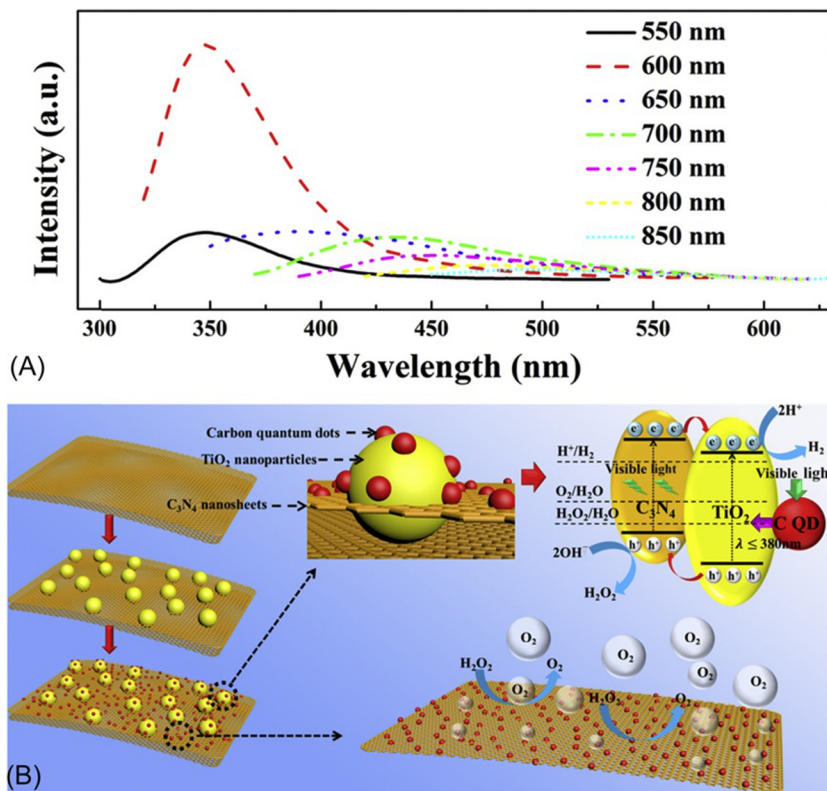 Intensity (a.u.)
550 nm
600 nm
650 nm
700 nm
750 nm
800 nm
850 nm
300 350 400 450 500 550 600
Wavelength (nm)
(A)
Carbon quantum dots
TiO₂ nanoparticles
C₃N₄ nanosheets
e⁻ e⁻ e⁻
e⁻ e⁻ e⁻
2H⁺
H⁺/H₂
H₂
Visible light
Visible light
O₂/H₂O
C₃N₄
TiO₂
C QD
H₂O₂/H₂O
λ ≤ 380nm
2OH⁻
h⁺ h⁺ h⁺
h⁺ h⁺ h⁺
H₂O₂
O₂
O₂
H₂O₂
O₂
O₂
O₂
O₂
O₂
H₂O₂
O₂
(B)